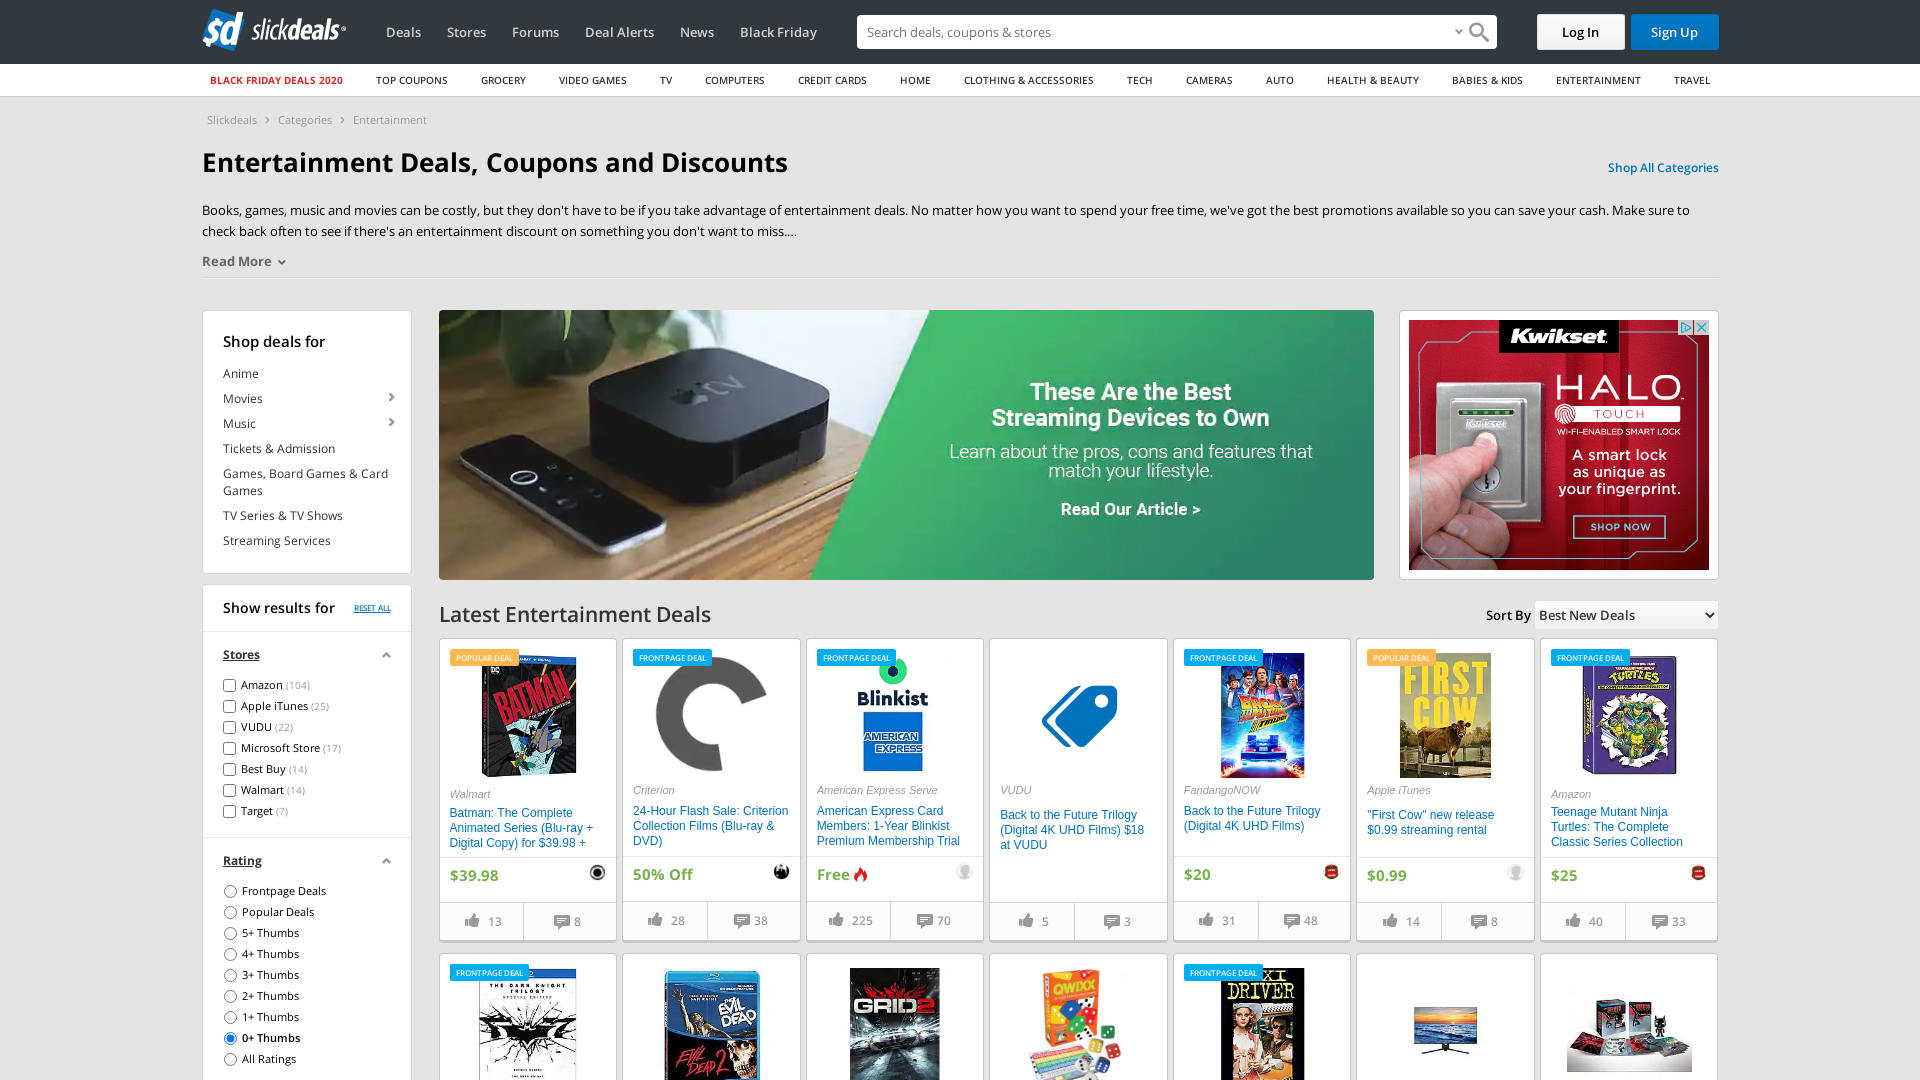 sd slickdeals
Deals
Stores
Forums
Deal Alerts
News
Black Friday
Search deals, coupons & stores
Log In
Sign Up
BLACK FRIDAY DEALS 2020
TOP COUPONS
GROCERY
VIDEO GAMES
TV
COMPUTERS
CREDIT CARDS
HOME
CLOTHING & ACCESSORIES
TECH
CAMERAS
AUTO
HEALTH & BEAUTY
BABIES & KIDS
ENTERTAINMENT
TRAVEL
Slickdeals
Categories
Entertainment
Entertainment Deals, Coupons and Discounts
Shop All Categories
Books, games, music and movies can be costly, but they don't have to be if you take advantage of entertainment deals. No matter how you want to spend your free time, we've got the best promotions available so you can save your cash. Make sure to
check back often to see if there's an entertainment discount on something you don't want to miss....
Read More
Shop deals for
Anime
Movies
Music
Tickets & Admission
Games, Board Games & Card
Games
TV Series & TV Shows
Streaming Services
tv
These Are the Best
Streaming Devices to Own
Learn about the pros, cons and features that
match your lifestyle.
Read Our Article >
Kwikset
HALO
TOUCH
WI-FI-ENABLED SMART LOCK
Kwikset
A smart lock
as unique as
your fingerprint.
SHOP NOW
Show results for
RESET ALL
Stores
Amazon (104)
Apple iTunes (25)
VUDU (22)
Microsoft Store (17)
Best Buy (14)
Walmart (14)
Target (7)
Rating
Frontpage Deals
Popular Deals
5+ Thumbs
4+ Thumbs
3+ Thumbs
2+ Thumbs
1+ Thumbs
0+ Thumbs
All Ratings
Latest Entertainment Deals
Sort By
Best New Deals
POPULAR DEAL
BATMAN
Walmart
Batman: The Complete
Animated Series (Blu-ray +
Digital Copy) for $39.98 +
$39.98
13
8
FRONTPAGE DEAL
Criterion
24-Hour Flash Sale: Criterion
Collection Films (Blu-ray &
DVD)
50% Off
28
38
FRONTPAGE DEAL
Blinkist
AMERICAN
EXPRESS
American Express Serve
American Express Card
Members: 1-Year Blinkist
Premium Membership Trial
Free
225
70
VUDU
Back to the Future Trilogy
(Digital 4K UHD Films) $18
at VUDU
5
3
FRONTPAGE DEAL
BACK
TO THE
FUTURE
TRILOGY
FandangoNOW
Back to the Future Trilogy
(Digital 4K UHD Films)
$20
31
48
POPULAR DEAL
FIRST
COW
Apple iTunes
"First Cow" new release
$0.99 streaming rental
$0.99
14
8
FRONTPAGE DEAL
TURTLES
Amazon
Teenage Mutant Ninja
Turtles: The Complete
Classic Series Collection
$25
40
33
FRONTPAGE DEAL
THE DARK KNIGHT
TRILOGY
SPECIAL EDITION
EVIL
DEAD
EVIL
DEAD 2
GRID 2
QWIXX
FRONTPAGE DEAL
TAXI
DRIVER